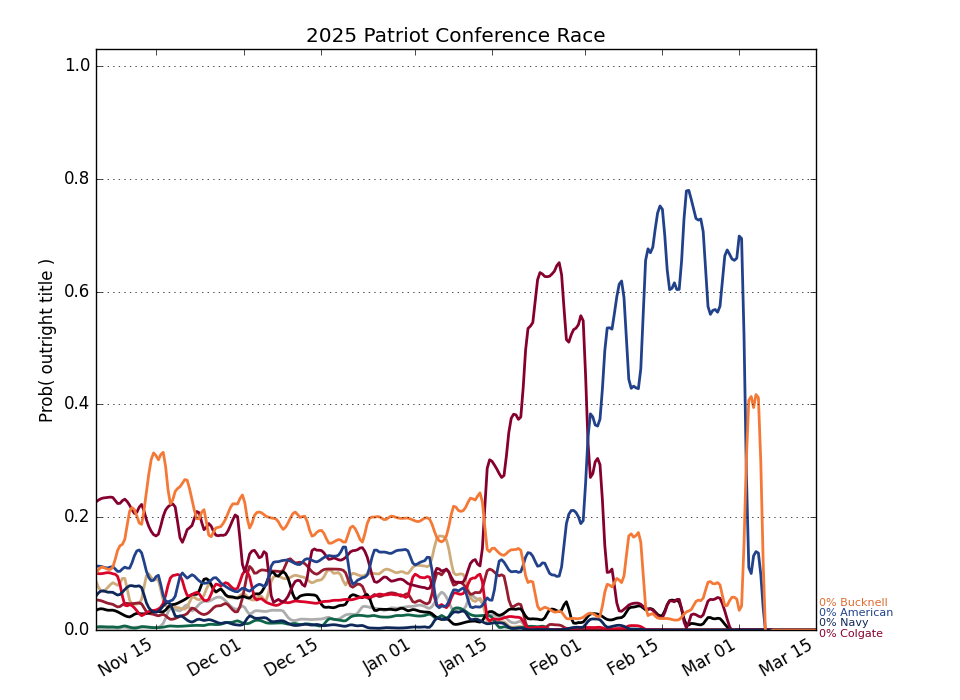 2025 Patriot Conference Race
1.0
0.8
0.6
0.4
0.2
0.0
Prob( outright title )
0% Bucknell
0% American
0% Navy
0% Colgate
Nov 15
Dec 01
Dec 15
Jan 01
Jan 15
Feb 01
Feb 15
Mar 01
Mar 15